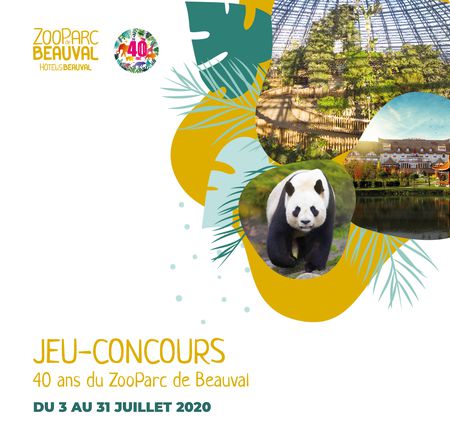 ZOOPARC
BEAUVAL
HÔTELS BEAUVAL
40
JEU-CONCOURS
40 ans du ZooParc de Beauval
DU 3 AU 31 JUILLET 2020